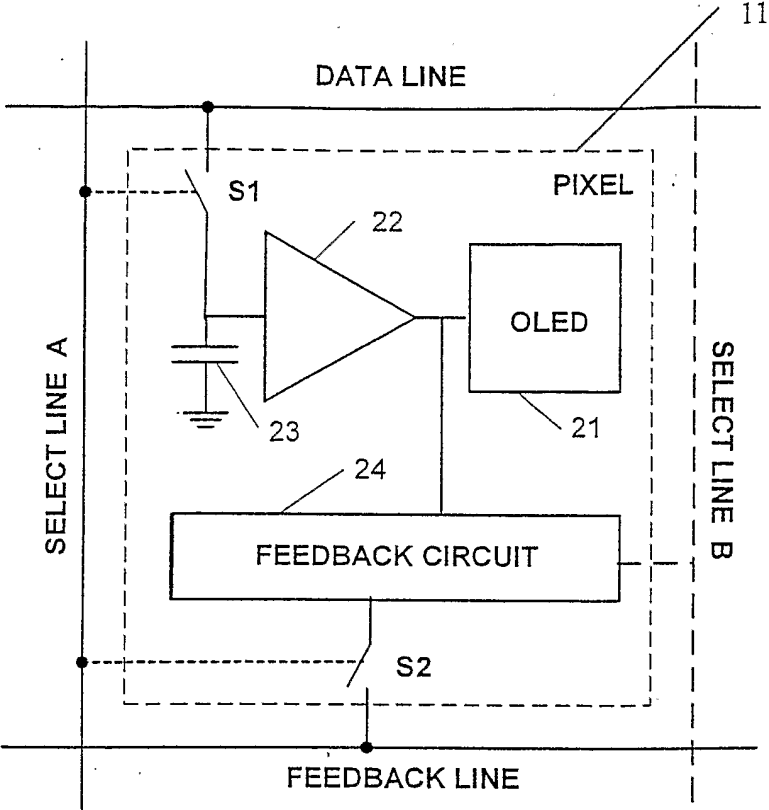 11
DATA LINE
S1
PIXEL
22
OLED
SELECT LINE A
SELECT LINE B
23
21
24
FEEDBACK CIRCUIT
S2
FEEDBACK LINE